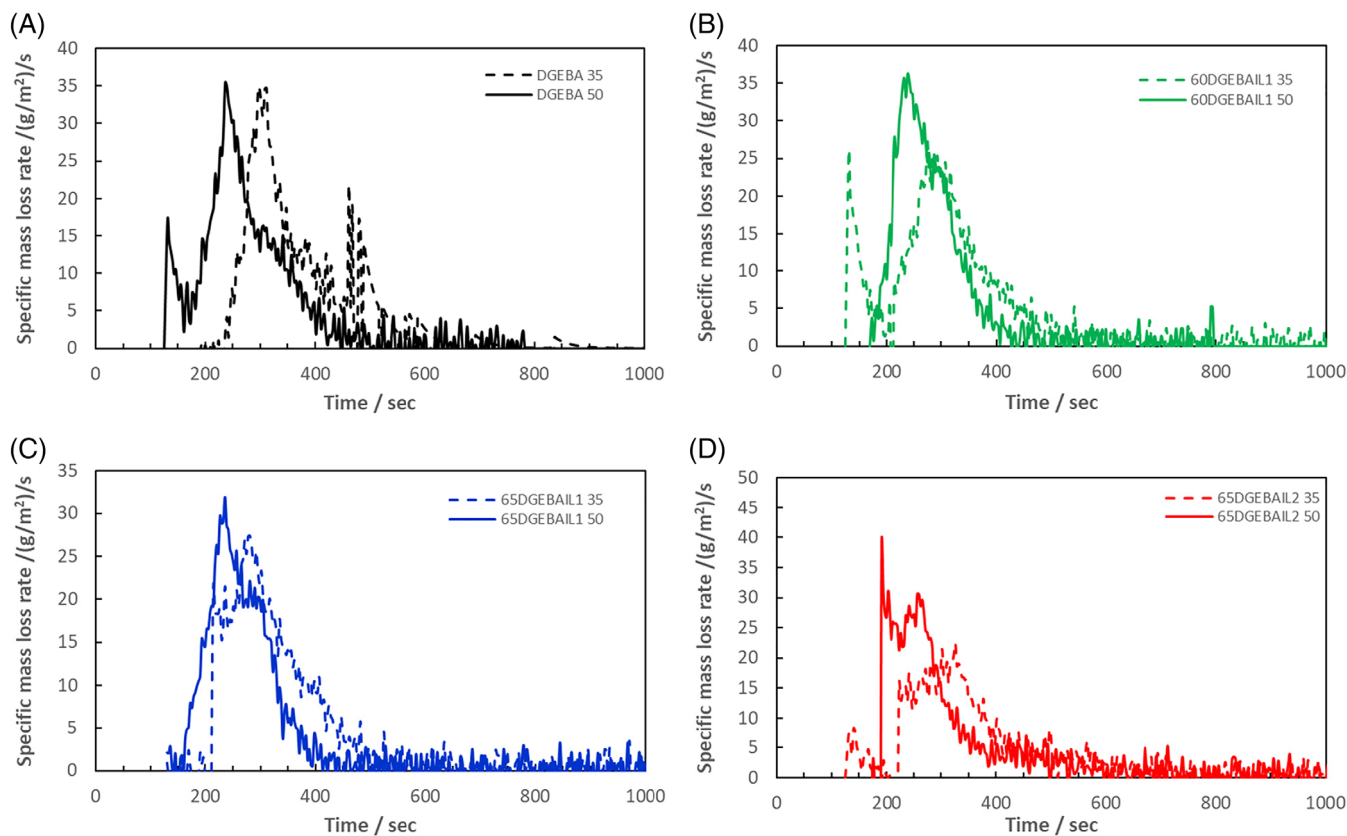 (A)
Specific mass loss rate /(g/m²)/s
40
35
30
25
20
15
10
5
0
DGEBA 35
DGEBA 50
0 200 400 600 800 1000
Time / sec
(B)
Specific mass loss rate /(g/m²)/s
40
35
30
25
20
15
10
5
0
60DGEBAIL1 35
60DGEBAIL1 50
0 200 400 600 800 1000
Time / sec
(C)
Specific mass loss rate /(g/m²)/s
35
30
25
20
15
10
5
0
65DGEBAIL1 35
65DGEBAIL1 50
0 200 400 600 800 1000
Time / sec
(D)
Specific mass loss rate /(g/m²)/s
50
45
40
35
30
25
20
15
10
5
0
65DGEBAIL2 35
65DGEBAIL2 50
0 200 400 600 800 1000
Time / sec